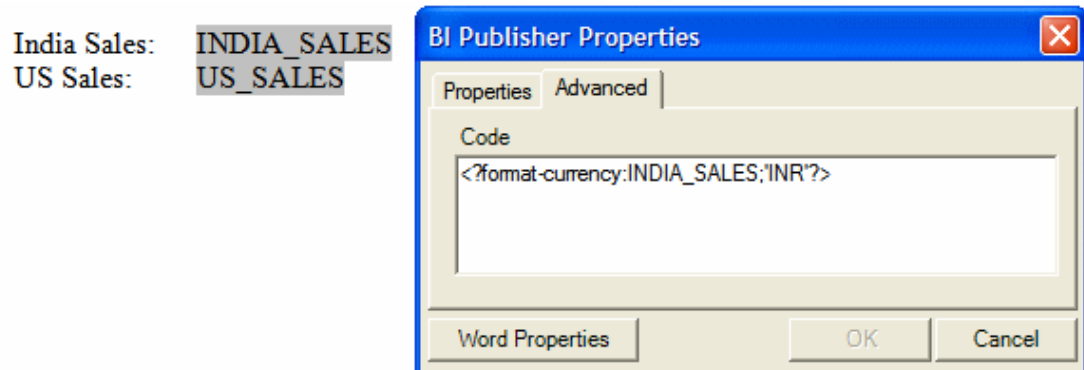 India Sales: INDIA_SALES
US Sales: US_SALES
BI Publisher Properties
Properties Advanced
Code
<?format-currency:INDIA_SALES;"INR"?>
Word Properties OK Cancel